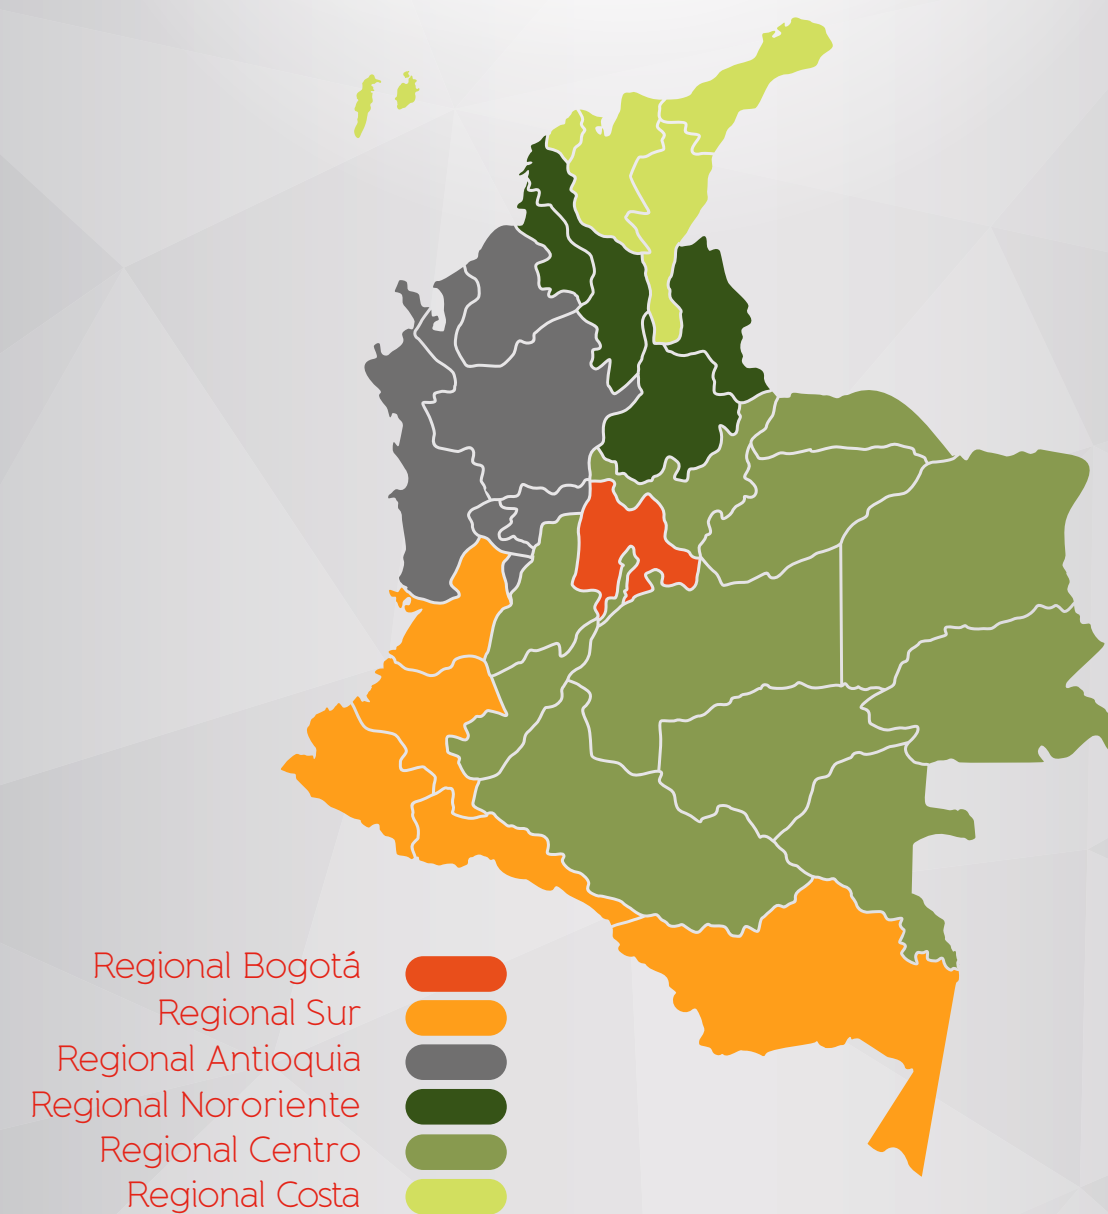 Regional Bogotá
Regional Sur
Regional Antioquia
Regional Nororiente
Regional Centro
Regional Costa